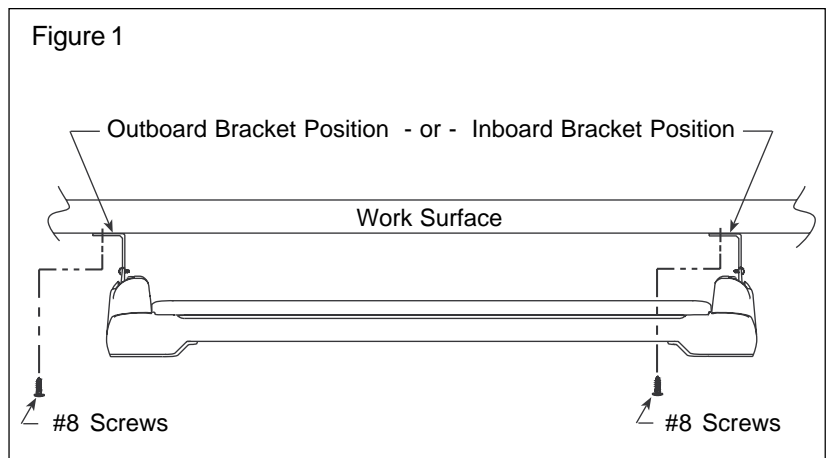 Figure 1
Outboard Bracket Position - or - Inboard Bracket Position
Work Surface
#8 Screws
#8 Screws